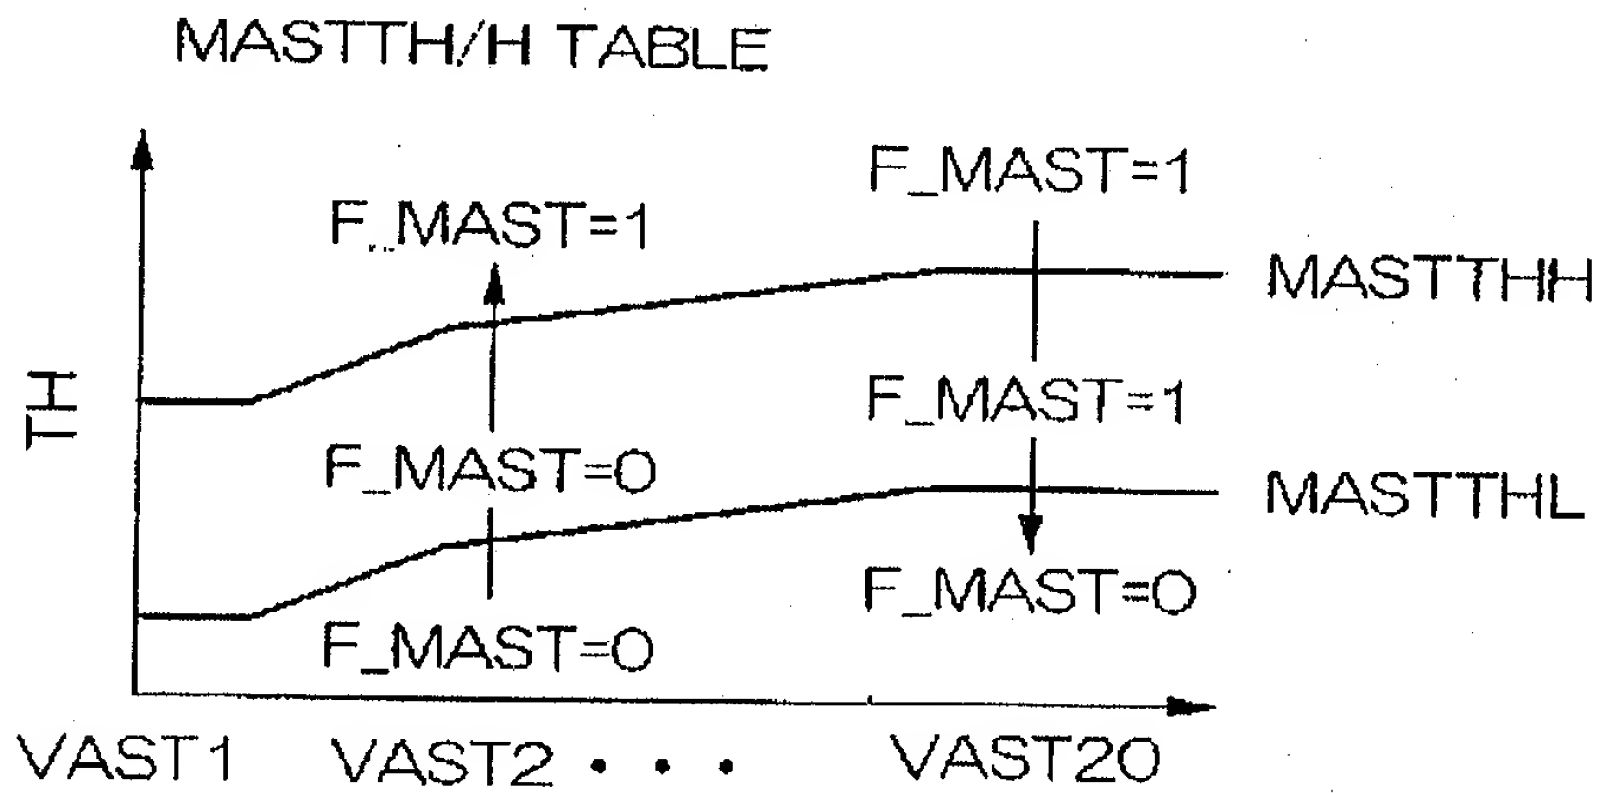 MASTTH/H TABLE
F_MAST=1
F_MAST=1
MASTTHH
TH
F_MAST=1
F_MAST=0
MASTTHL
F_MAST=0
F_MAST=0
VAST1 VAST2 • • • VAST20